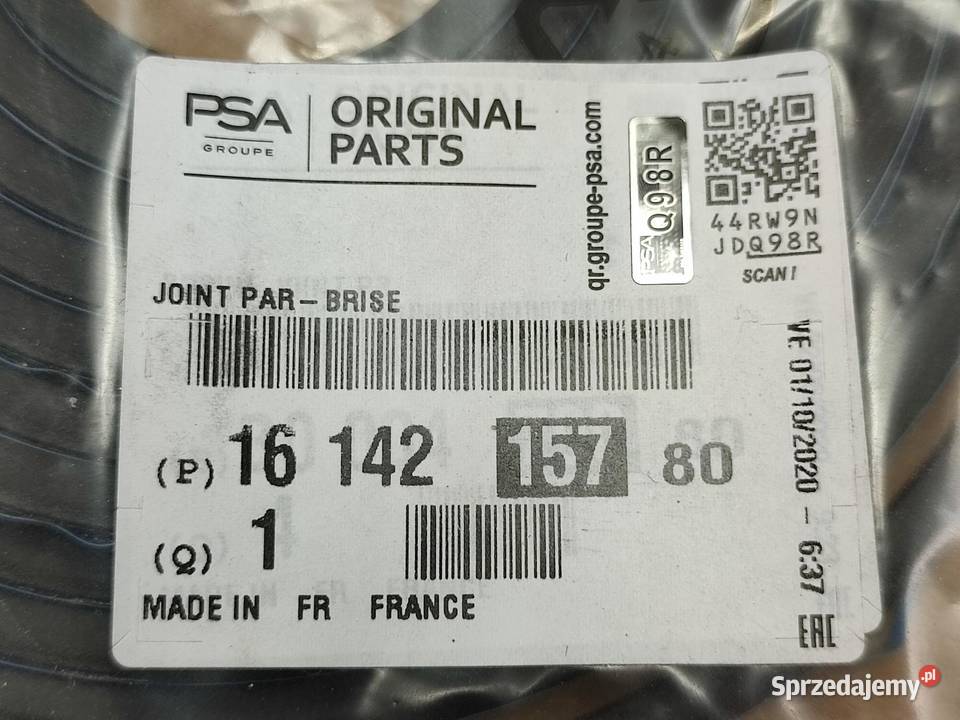 PSA
GROUPE
ORIGINAL
PARTS
qr.groupe-psa.com
PSA
Q98R
44RW9N
JDQ98R
SCAN !
JOINT PAR-BRISE
VE 01/10/2020 - 6:37
(P) 16 142 157 80
(Q) 1
MADE IN FR FRANCE
EAC
Sprzedajemy.pl